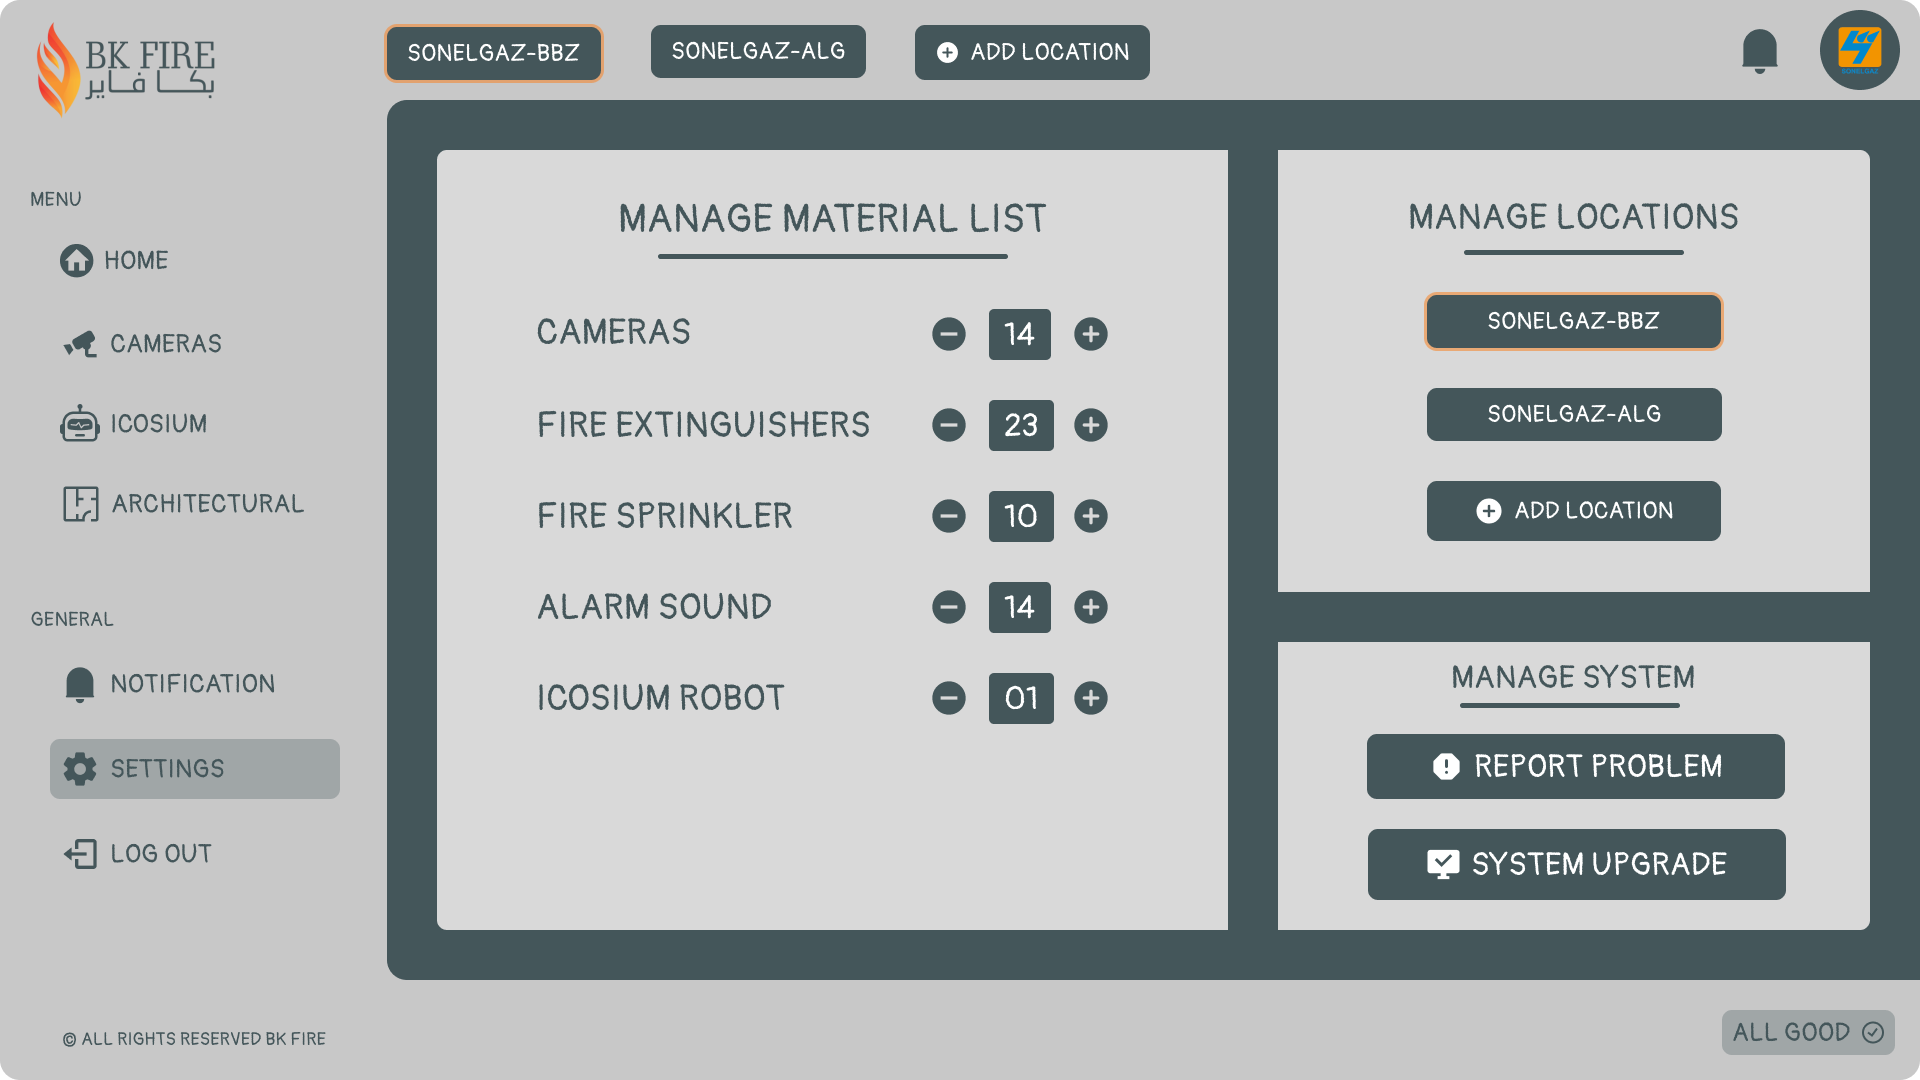 BK FIRE
بكا فاير
SONELGAZ-BBZ
SONELGAZ-ALG
ADD LOCATION
SONELGAZ
MENU
HOME
CAMERAS
ICOSIUM
ARCHITECTURAL
GENERAL
NOTIFICATION
SETTINGS
LOG OUT
© ALL RIGHTS RESERVED BK FIRE
MANAGE MATERIAL LIST
CAMERAS 14
FIRE EXTINGUISHERS 23
FIRE SPRINKLER 10
ALARM SOUND 14
ICOSIUM ROBOT 01
MANAGE LOCATIONS
SONELGAZ-BBZ
SONELGAZ-ALG
ADD LOCATION
MANAGE SYSTEM
REPORT PROBLEM
SYSTEM UPGRADE
ALL GOOD